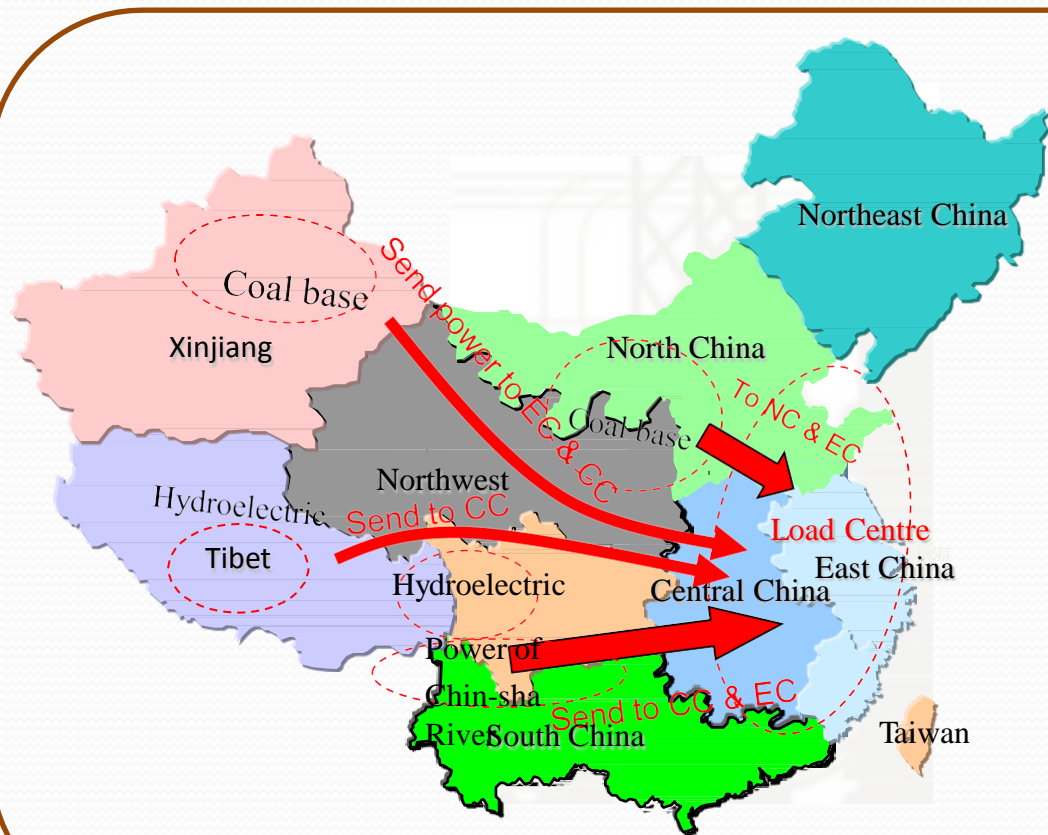 Northeast China
Coal base
Xinjiang
Send power to EC & CC
North China
To NC & EC
Coal base
Northwest
Hydroelectric
Send to CC
Tibet
Load Centre
East China
Hydroelectric
Central China
Power of
Chin-sha
River
Send to CC & EC
South China
Taiwan